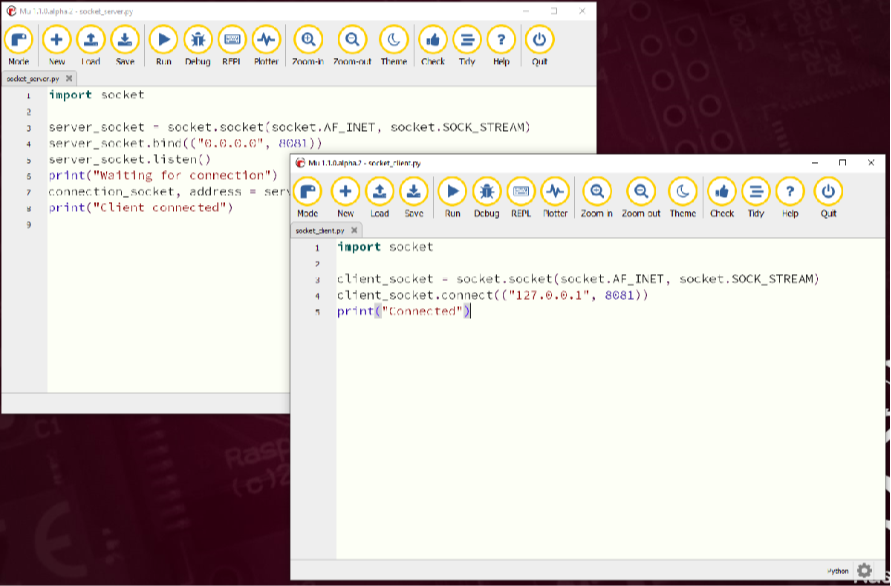 Mu 1.1.0.alpha.2 - socket_server.py
Mode New Load Save Run Debug REPL Plotter Zoom-in Zoom-out Theme Check Tidy Help Quit
socket_server.py
1 import socket
2
3 server_socket = socket.socket(socket.AF_INET, socket.SOCK_STREAM)
4 server_socket.bind(("0.0.0.0", 8081))
5 server_socket.listen()
6 print("Waiting for connection")
7 connection_socket, address = serv
8 print("Client connected")
9
Mu 1.1.0.alpha.2 - socket_client.py
Mode New Load Save Run Debug REPL Plotter Zoom-in Zoom-out Theme Check Tidy Help Quit
socket_client.py
1 import socket
2
3 client_socket = socket.socket(socket.AF_INET, socket.SOCK_STREAM)
4 client_socket.connect(("127.0.0.1", 8081))
5 print("Connected")
Python
Rasp
(c)2
C1
CE